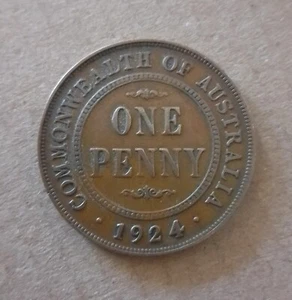 COMMONWEALTH OF AUSTRALIA
ONE
PENNY
· 1924 ·